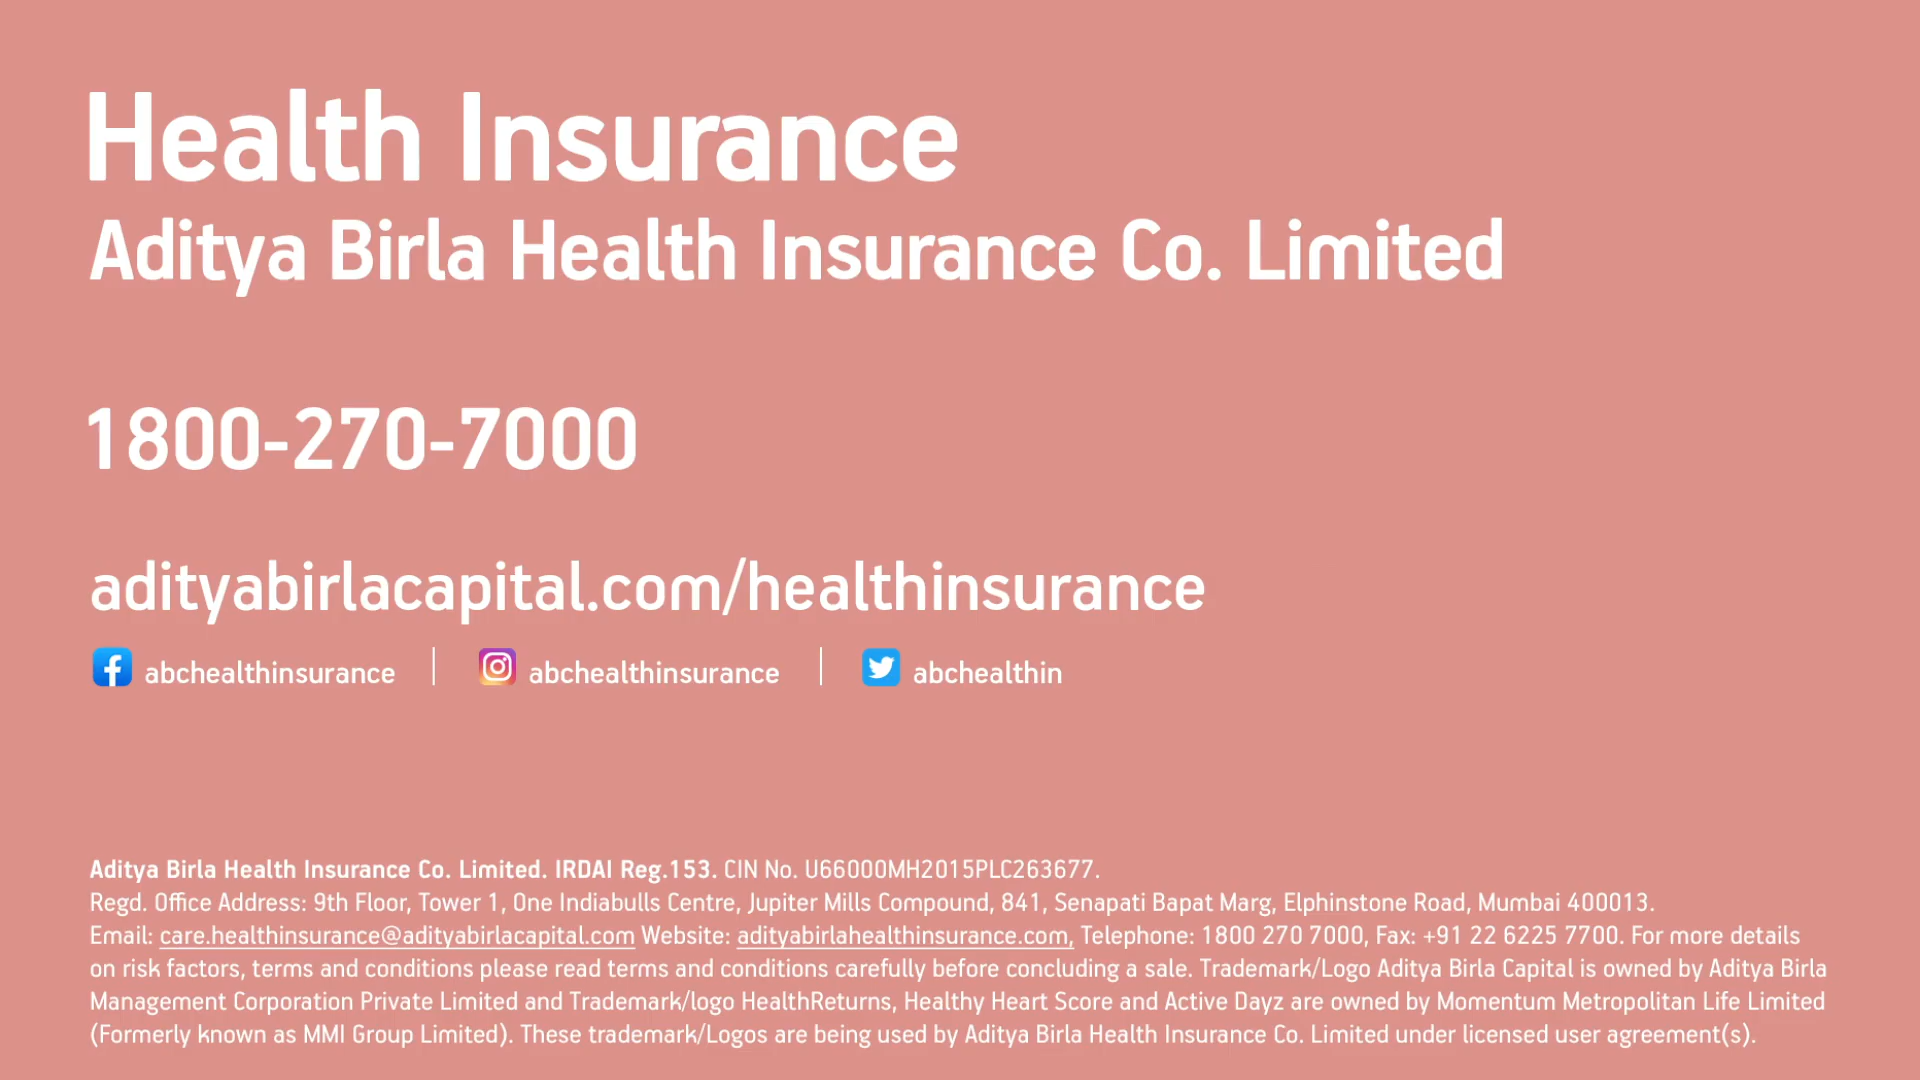 Health Insurance
Aditya Birla Health Insurance Co. Limited
1800-270-7000
adityabirlacapital.com/healthinsurance
abchealthinsurance | abchealthinsurance | abchealthin
Aditya Birla Health Insurance Co. Limited. IRDAI Reg.153. CIN No. U66000MH2015PLC263677.
Regd. Office Address: 9th Floor, Tower 1, One Indiabulls Centre, Jupiter Mills Compound, 841, Senapati Bapat Marg, Elphinstone Road, Mumbai 400013.
Email: care.healthinsurance@adityabirlacapital.com Website: adityabirlahealthinsurance.com, Telephone: 1800 270 7000, Fax: +91 22 6225 7700. For more details
on risk factors, terms and conditions please read terms and conditions carefully before concluding a sale. Trademark/Logo Aditya Birla Capital is owned by Aditya Birla
Management Corporation Private Limited and Trademark/logo HealthReturns, Healthy Heart Score and Active Dayz are owned by Momentum Metropolitan Life Limited
(Formerly known as MMI Group Limited). These trademark/Logos are being used by Aditya Birla Health Insurance Co. Limited under licensed user agreement(s).